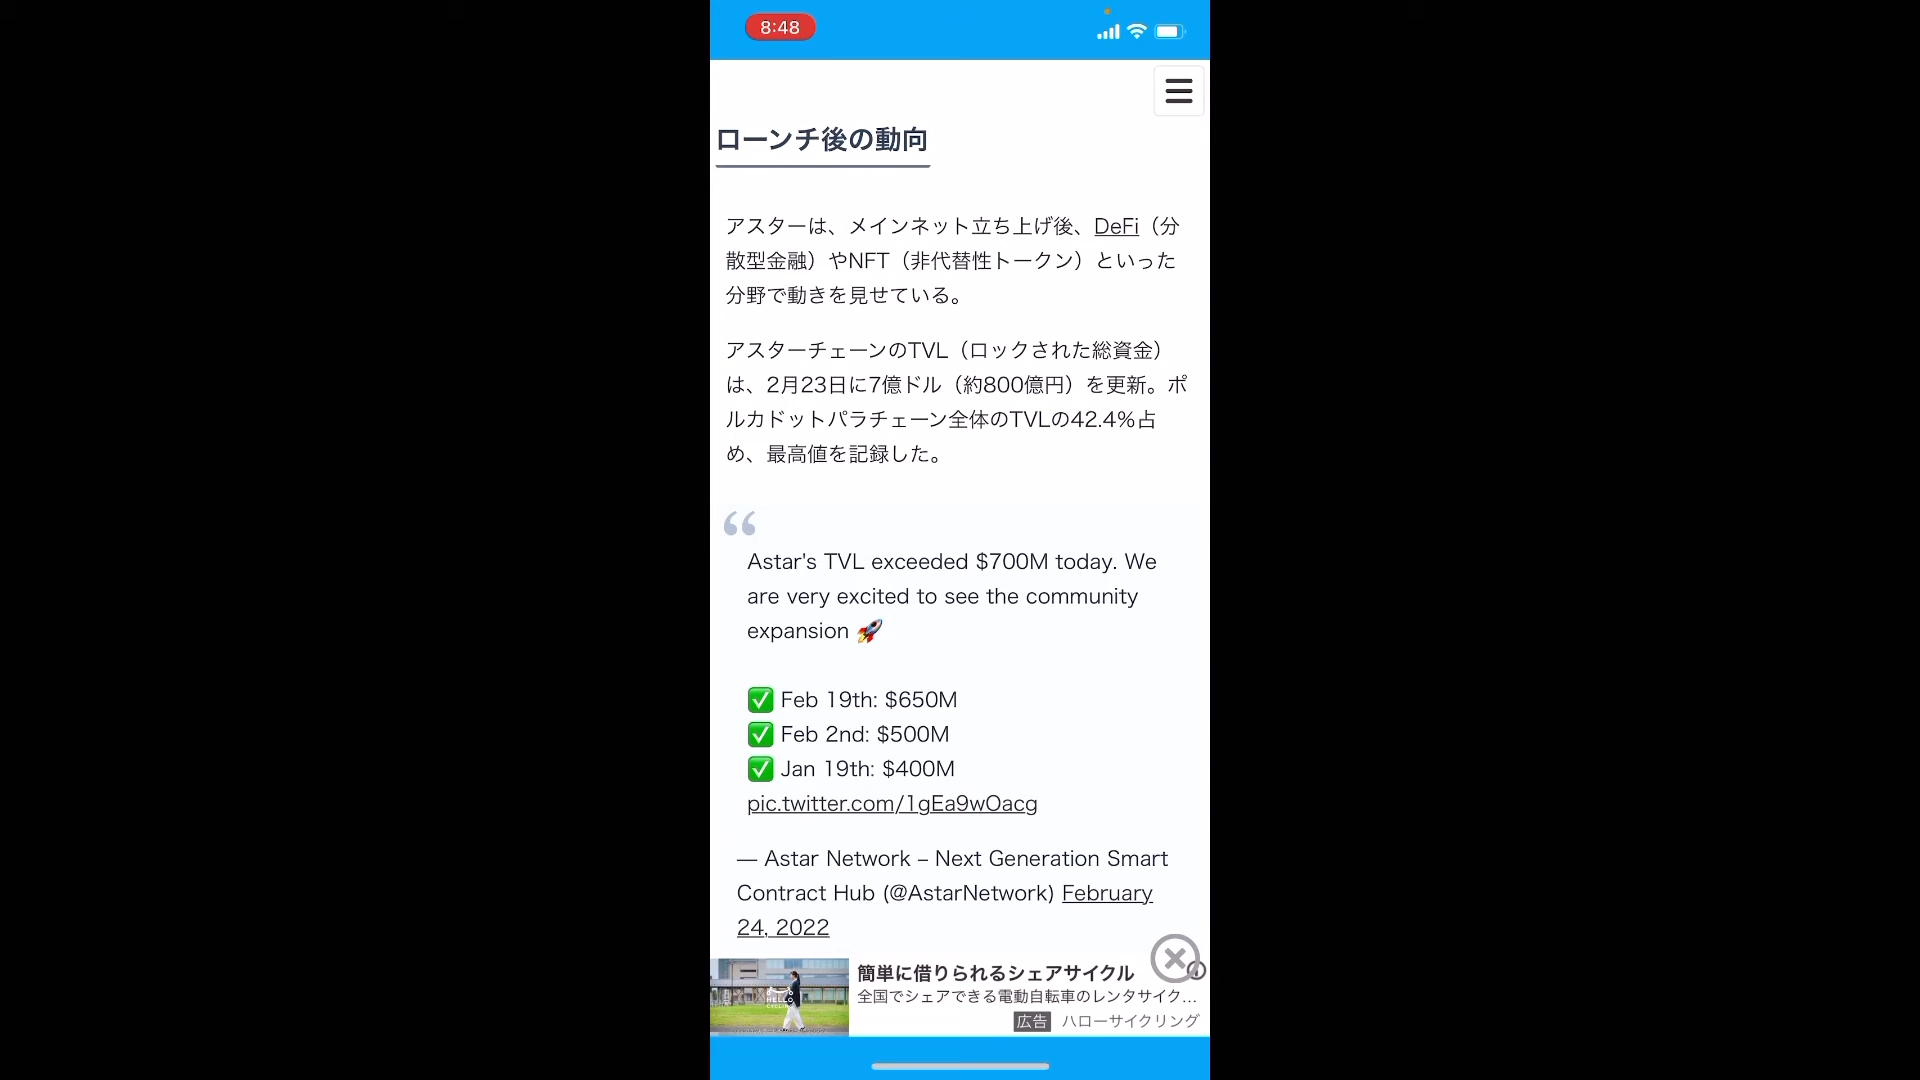 8:48
ローンチ後の動向
アスターは、メインネット立ち上げ後、DeFi（分
散型金融）やNFT（非代替性トークン）といった
分野で動きを見せている。
アスターチェーンのTVL（ロックされた総資金）
は、2月23日に7億ドル（約800億円）を更新。ポ
ルカドットパラチェーン全体のTVLの42.4%占
め、最高値を記録した。
“
Astar's TVL exceeded $700M today. We
are very excited to see the community
expansion 🚀
✅ Feb 19th: $650M
✅ Feb 2nd: $500M
✅ Jan 19th: $400M
pic.twitter.com/1gEa9wOacg
— Astar Network – Next Generation Smart
Contract Hub (@AstarNetwork) February
24, 2022
簡単に借りられるシェアサイクル
全国でシェアできる電動自転車のレンタサイク...
広告 ハローサイクリング
HELLO
CYCLING